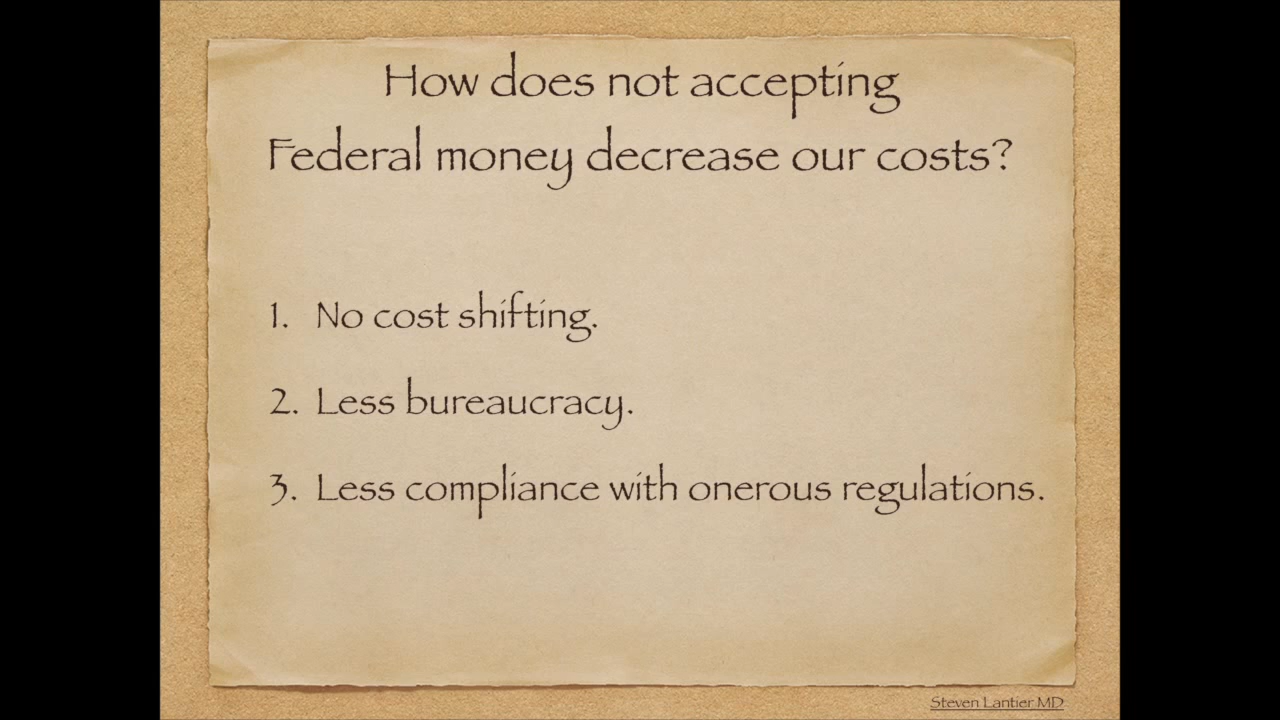 How does not accepting
Federal money decrease our costs?
1. No cost shifting.
2. Less bureaucracy.
3. Less compliance with onerous regulations.
Steven Lantier MD